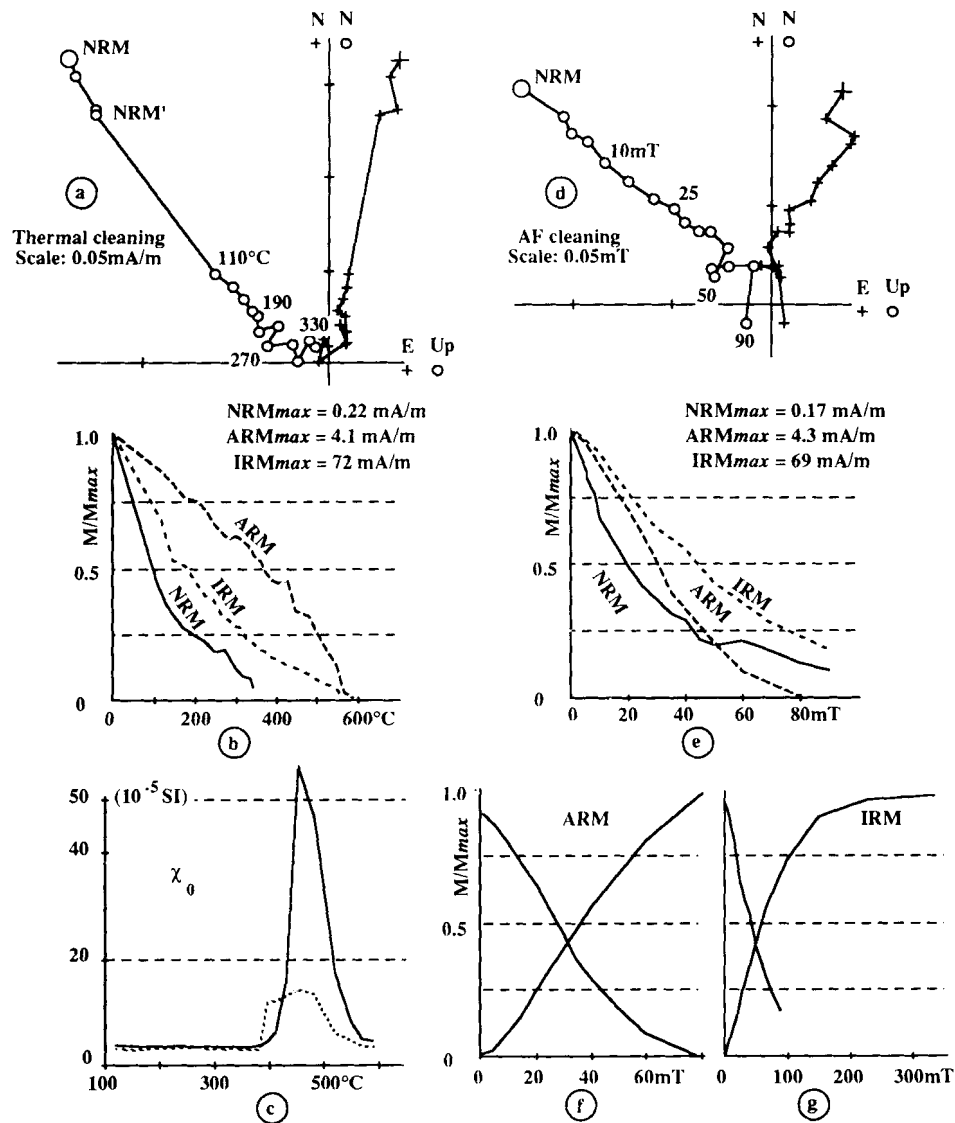 N N
NRM
NRM'
a
Thermal cleaning
Scale: 0.05mA/m
110°C
190
330
270
E Up
N N
NRM
10mT
d
25
AF cleaning
Scale: 0.05mT
50
90
E Up
NRMmax = 0.22 mA/m
ARMmax = 4.1 mA/m
IRMmax = 72 mA/m
1.0
M/Mmax
0.5
0
ARM
IRM
NRM
0 200 400 600°C
b
NRMmax = 0.17 mA/m
ARMmax = 4.3 mA/m
IRMmax = 69 mA/m
1.0
M/Mmax
0.5
0
NRM
ARM
IRM
0 20 40 60 80mT
e
(10⁻⁵ SI)
50
40
20
0
χ₀
100 300 500°C
c
1.0
M/Mmax
0.5
0
ARM
0 20 40 60mT
f
IRM
0 100 200 300mT
g